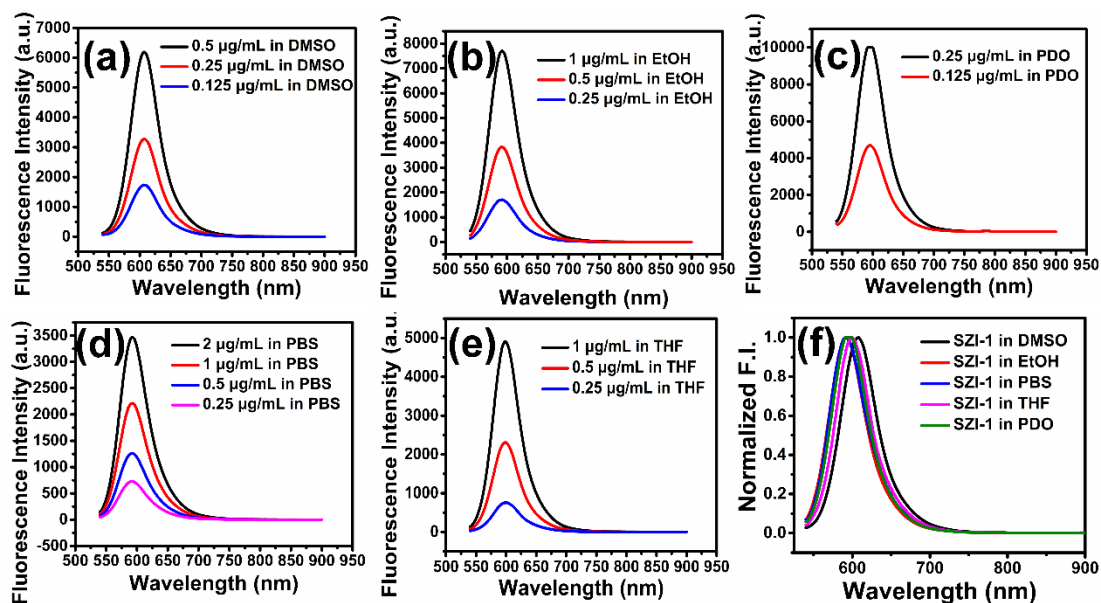 (a)
0.5 µg/mL in DMSO
0.25 µg/mL in DMSO
0.125 µg/mL in DMSO
Fluorescence Intensity (a.u.)
7000
6000
5000
4000
3000
2000
1000
0
500 550 600 650 700 750 800 850 900 950
Wavelength (nm)
(b)
1 µg/mL in EtOH
0.5 µg/mL in EtOH
0.25 µg/mL in EtOH
Fluorescence Intensity (a.u.)
8000
7000
6000
5000
4000
3000
2000
1000
0
500 550 600 650 700 750 800 850 900 950
Wavelength (nm)
(c)
0.25 µg/mL in PDO
0.125 µg/mL in PDO
Fluorescence Intensity (a.u.)
10000
8000
6000
4000
2000
0
500 550 600 650 700 750 800 850 900 950
Wavelength (nm)
(d)
2 µg/mL in PBS
1 µg/mL in PBS
0.5 µg/mL in PBS
0.25 µg/mL in PBS
Fluorescence Intensity (a.u.)
3500
3000
2500
2000
1500
1000
500
0
-500
500 550 600 650 700 750 800 850 900 950
Wavelength (nm)
(e)
1 µg/mL in THF
0.5 µg/mL in THF
0.25 µg/mL in THF
Fluorescence Intensity (a.u.)
5000
4000
3000
2000
1000
0
500 550 600 650 700 750 800 850 900 950
Wavelength (nm)
(f)
SZI-1 in DMSO
SZI-1 in EtOH
SZI-1 in PBS
SZI-1 in THF
SZI-1 in PDO
Normalized F.I.
1.0
0.8
0.6
0.4
0.2
0.0
600 700 800 900
Wavelength (nm)